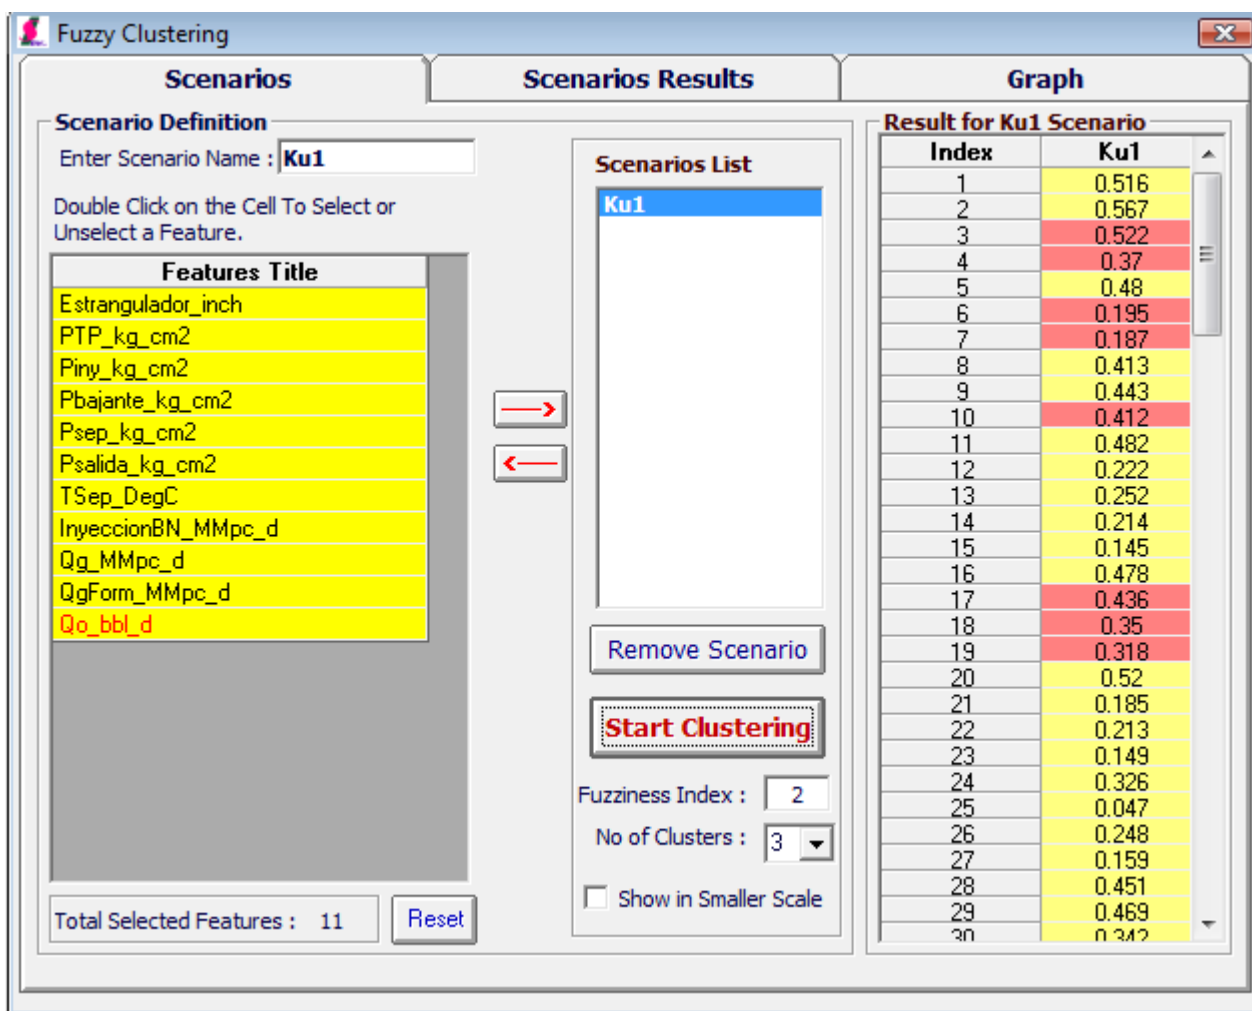 Fuzzy Clustering
Scenarios
Scenarios Results
Graph
Scenario Definition
Enter Scenario Name : Ku1
Double Click on the Cell To Select or
Unselect a Feature.
Features Title
Estrangulador_inch
PTP_kg_cm2
Piny_kg_cm2
Pbajante_kg_cm2
Psep_kg_cm2
Psalida_kg_cm2
TSep_DegC
InyeccionBN_MMpc_d
Qg_MMpc_d
QgForm_MMpc_d
Qo_bbl_d
Total Selected Features : 11
Reset
Scenarios List
Ku1
Remove Scenario
Start Clustering
Fuzziness Index : 2
No of Clusters : 3
Show in Smaller Scale
Result for Ku1 Scenario
Index Ku1
1 0.516
2 0.567
3 0.522
4 0.37
5 0.48
6 0.195
7 0.187
8 0.413
9 0.443
10 0.412
11 0.482
12 0.222
13 0.252
14 0.214
15 0.145
16 0.478
17 0.436
18 0.35
19 0.318
20 0.52
21 0.185
22 0.213
23 0.149
24 0.326
25 0.047
26 0.248
27 0.159
28 0.451
29 0.469
30 0.342